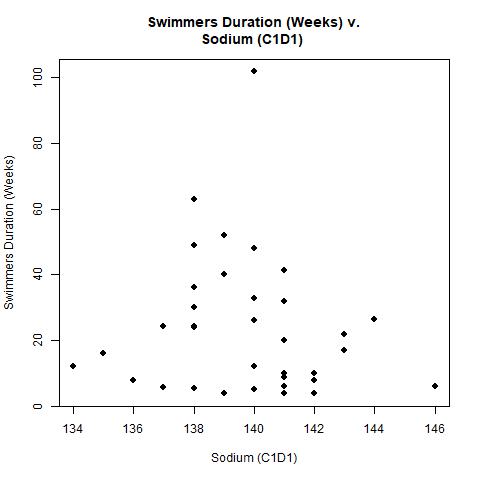 Swimmers Duration (Weeks) v.
Sodium (C1D1)
Swimmers Duration (Weeks)
100
80
60
40
20
0
134 136 138 140 142 144 146
Sodium (C1D1)